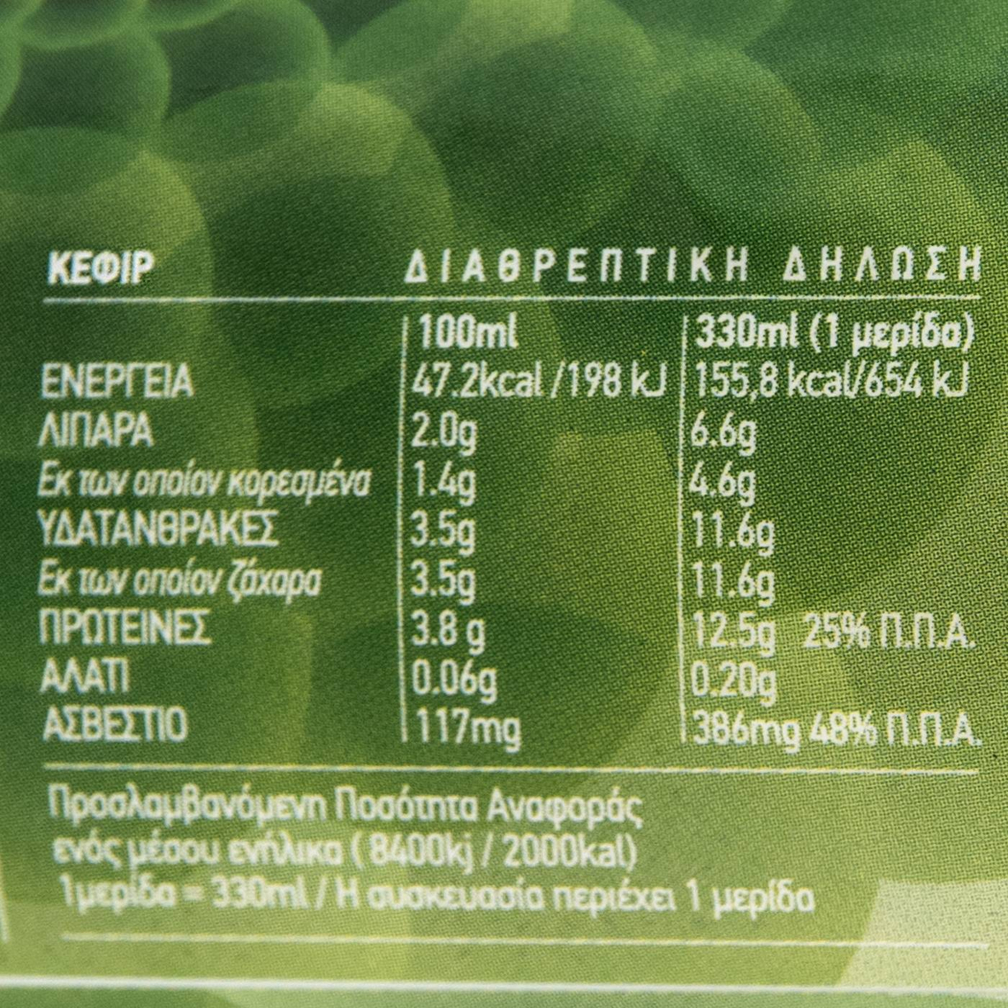 ΚΕΦΙΡ ΔΙΑΘΡΕΠΤΙΚΗ ΔΗΛΩΣΗ
100ml 330ml (1 μερίδα)
ΕΝΕΡΓΕΙΑ 47.2kcal /198 kJ 155,8 kcal/654 kJ
ΛΙΠΑΡΑ 2.0g 6.6g
Εκ των οποίον κορεσμένα 1.4g 4.6g
ΥΔΑΤΑΝΘΡΑΚΕΣ 3.5g 11.6g
Εκ των οποίον ζάχαρα 3.5g 11.6g
ΠΡΩΤΕΙΝΕΣ 3.8 g 12.5g 25% Π.Π.Α.
ΑΛΑΤΙ 0.06g 0.20g
ΑΣΒΕΣΤΙΟ 117mg 386mg 48% Π.Π.Α.
Προσλαμβανόμενη Ποσότητα Αναφοράς
ενός μέσου ενήλικα ( 8400kj / 2000kal)
1μερίδα = 330ml / Η συσκευασία περιέχει 1 μερίδα